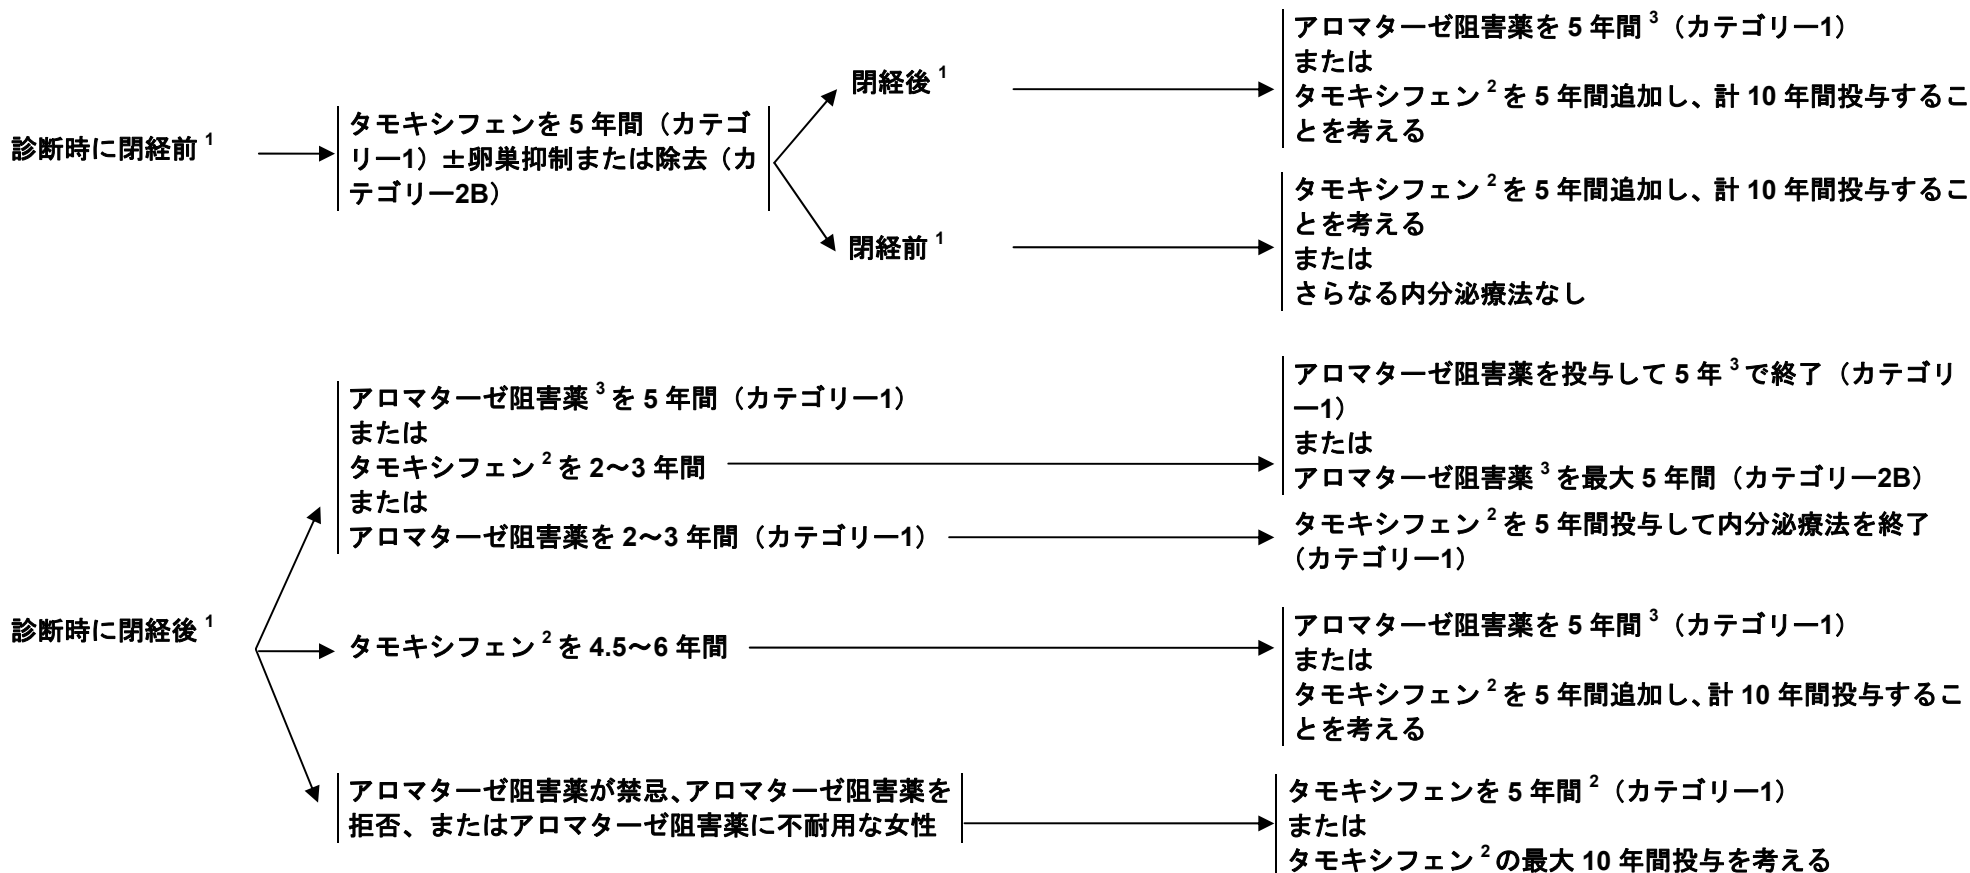 診断時に閉経前 1
タモキシフェンを 5 年間（カテゴ
リー1）±卵巣抑制または除去（カ
テゴリー2B）
閉経後 1
アロマターゼ阻害薬を 5 年間 3（カテゴリー1）
または
タモキシフェン 2 を 5 年間追加し、計 10 年間投与するこ
とを考える
閉経前 1
タモキシフェン 2 を 5 年間追加し、計 10 年間投与するこ
とを考える
または
さらなる内分泌療法なし
診断時に閉経後 1
アロマターゼ阻害薬 3 を 5 年間（カテゴリー1）
または
タモキシフェン 2 を 2～3 年間
または
アロマターゼ阻害薬を 2～3 年間（カテゴリー1）
アロマターゼ阻害薬を投与して 5 年 3 で終了（カテゴリ
ー1）
または
アロマターゼ阻害薬 3 を最大 5 年間（カテゴリー2B）
タモキシフェン 2 を 5 年間投与して内分泌療法を終了
（カテゴリー1）
タモキシフェン 2 を 4.5～6 年間
アロマターゼ阻害薬を 5 年間 3（カテゴリー1）
または
タモキシフェン 2 を 5 年間追加し、計 10 年間投与するこ
とを考える
アロマターゼ阻害薬が禁忌、アロマターゼ阻害薬を
拒否、またはアロマターゼ阻害薬に不耐用な女性
タモキシフェンを 5 年間 2（カテゴリー1）
または
タモキシフェン 2 の最大 10 年間投与を考える